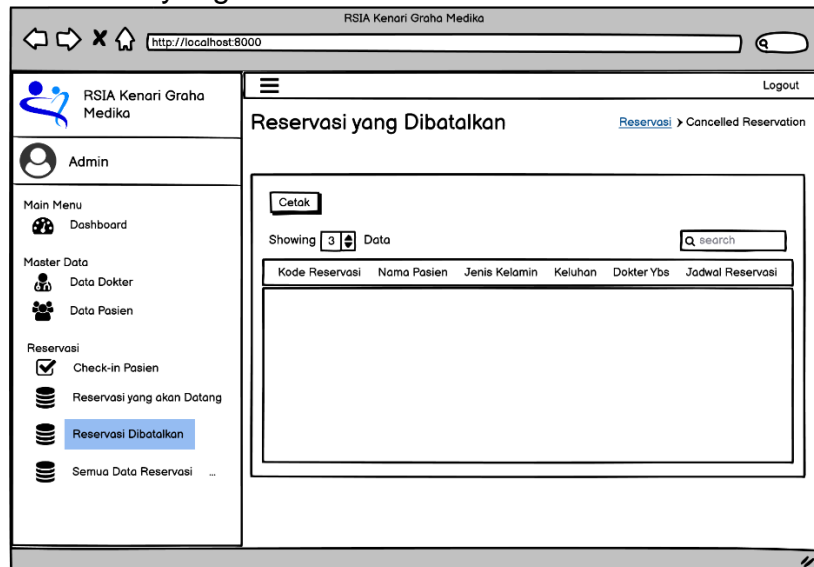 RSIA Kenari Graha Medika
http://localhost:8000
RSIA Kenari Graha
Medika
Admin
Main Menu
Dashboard
Master Data
Data Dokter
Data Pasien
Reservasi
Check-in Pasien
Reservasi yang akan Datang
Reservasi Dibatalkan
Semua Data Reservasi ...
Logout
Reservasi yang Dibatalkan
Reservasi > Cancelled Reservation
Cetak
Showing 3 Data
search
Kode Reservasi Nama Pasien Jenis Kelamin Keluhan Dokter Ybs Jadwal Reservasi